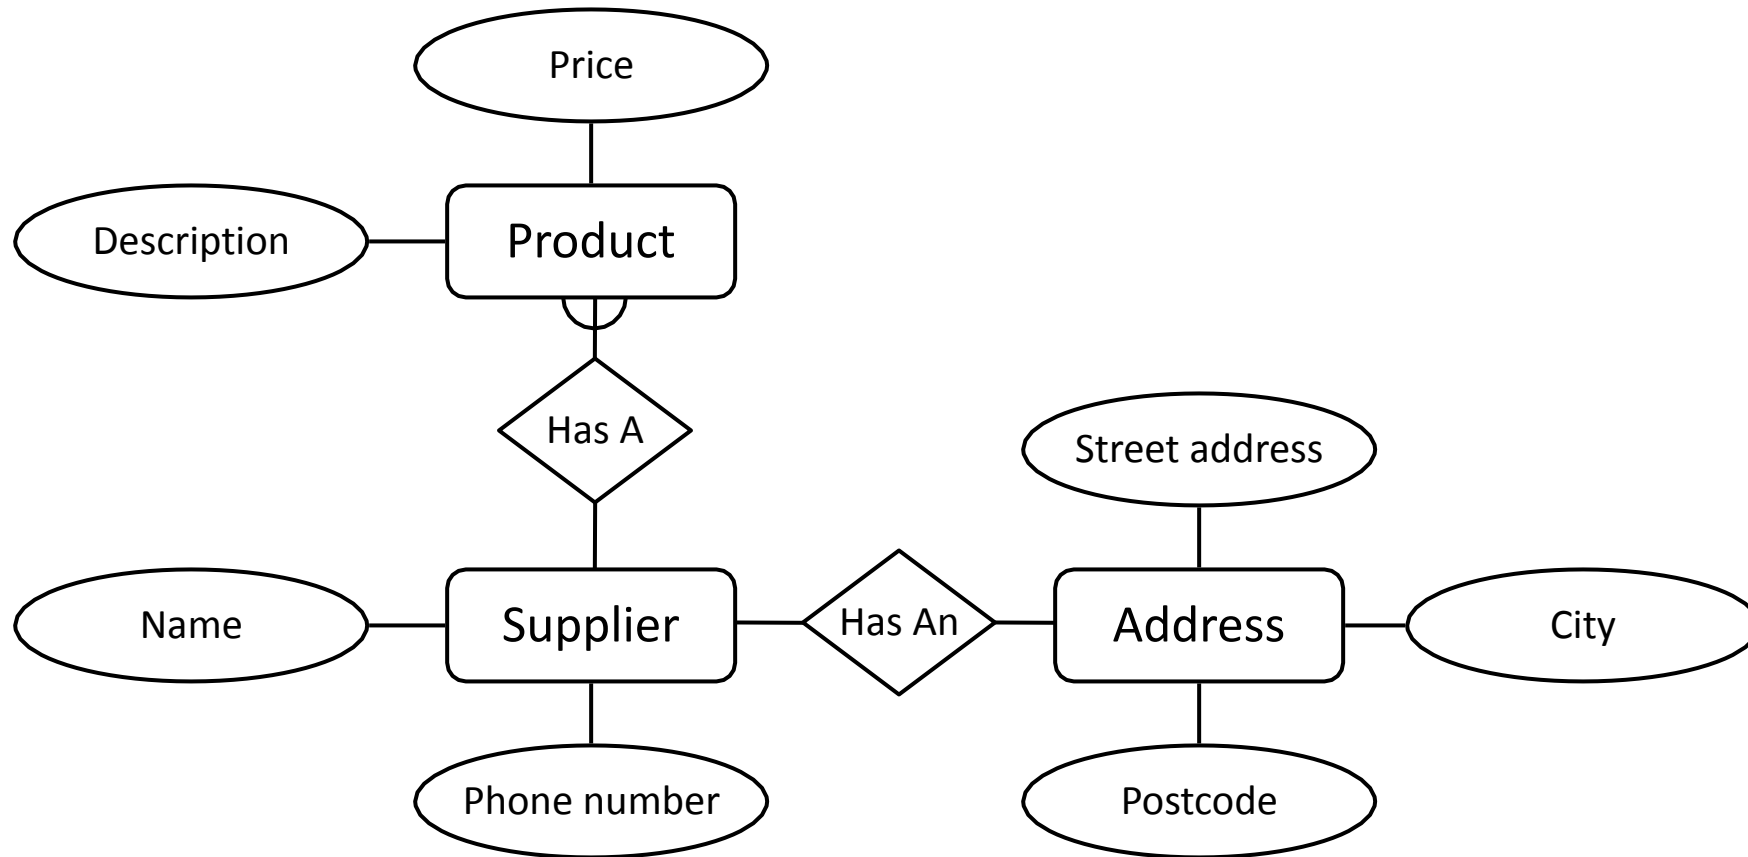 Price
Description
Product
Has A
Street address
Name
Supplier
Has An
Address
City
Phone number
Postcode